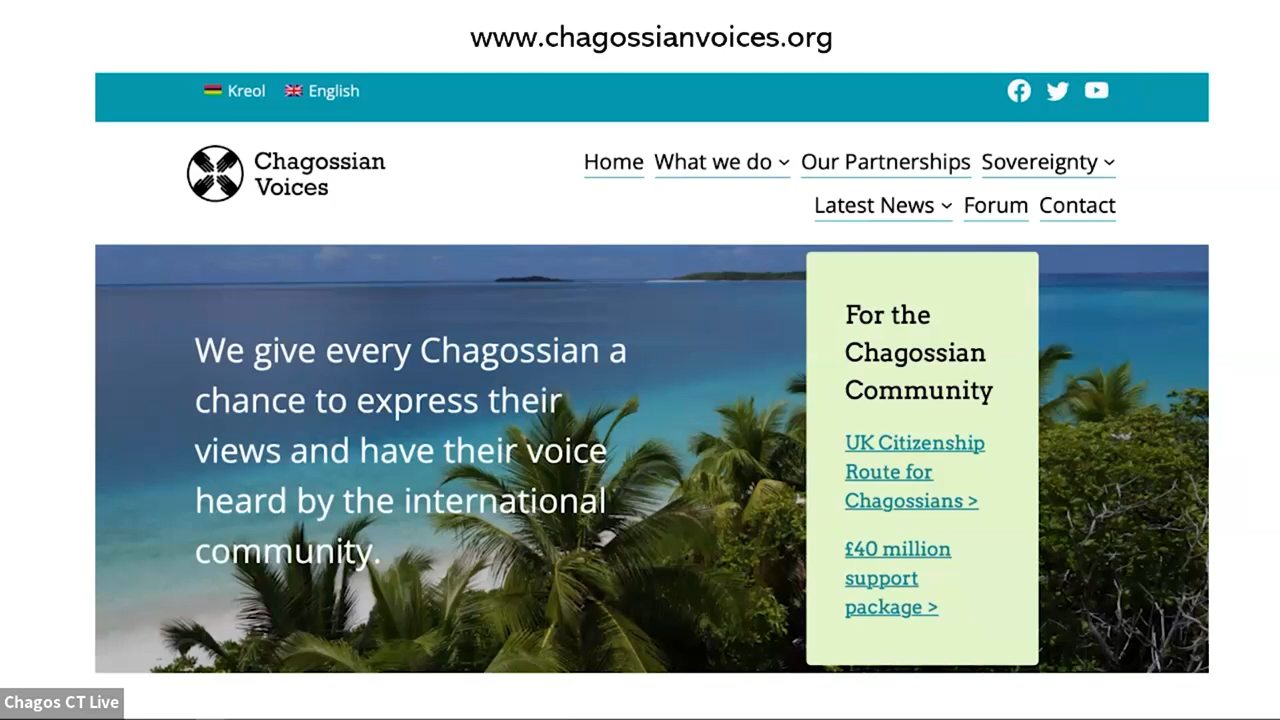 www.chagossianvoices.org
Kreol English
Chagossian
Voices
Home What we do Our Partnerships Sovereignty
Latest News Forum Contact
We give every Chagossian a
chance to express their
views and have their voice
heard by the international
community.
For the
Chagossian
Community
UK Citizenship
Route for
Chagossians >
£40 million
support
package >
Chagos CT Live